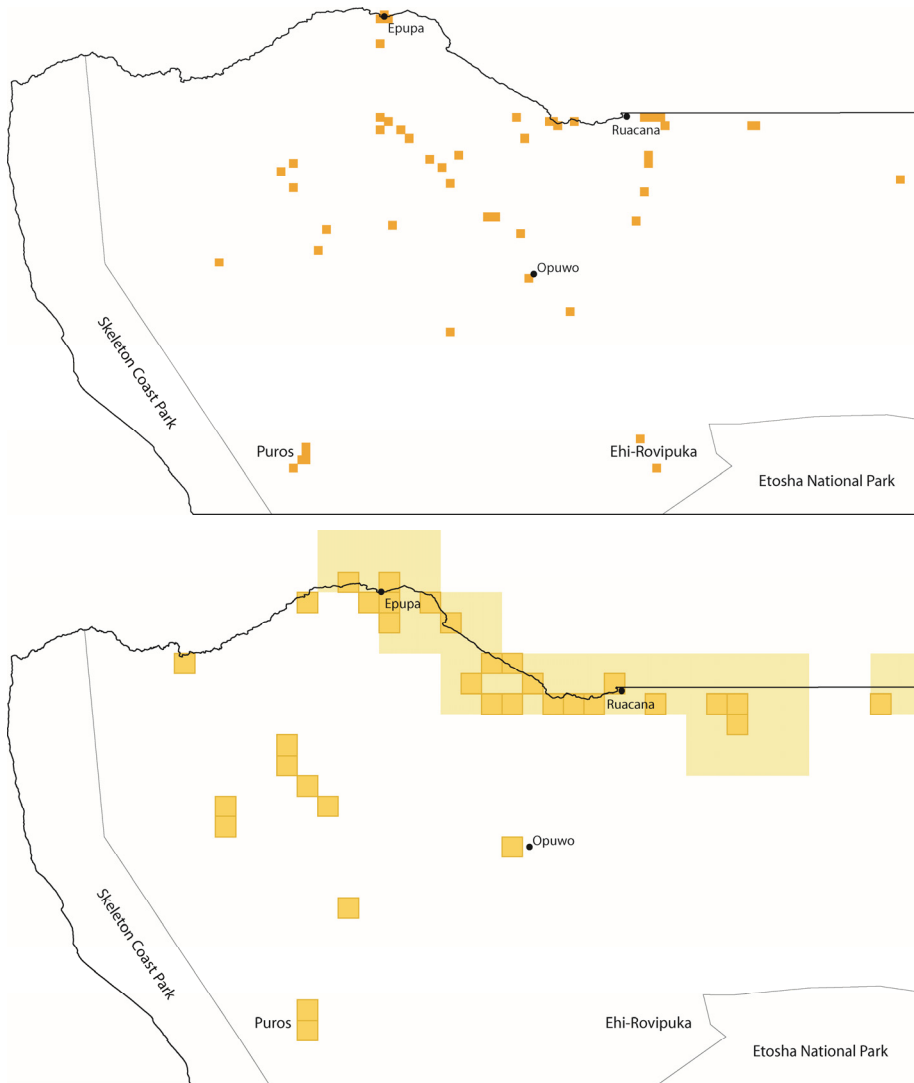 Epupa
Ruacana
Opuwo
Skeleton Coast Park
Puros
Ehi-Rovipuka
Etosha National Park
Epupa
Ruacana
Opuwo
Skeleton Coast Park
Puros
Ehi-Rovipuka
Etosha National Park